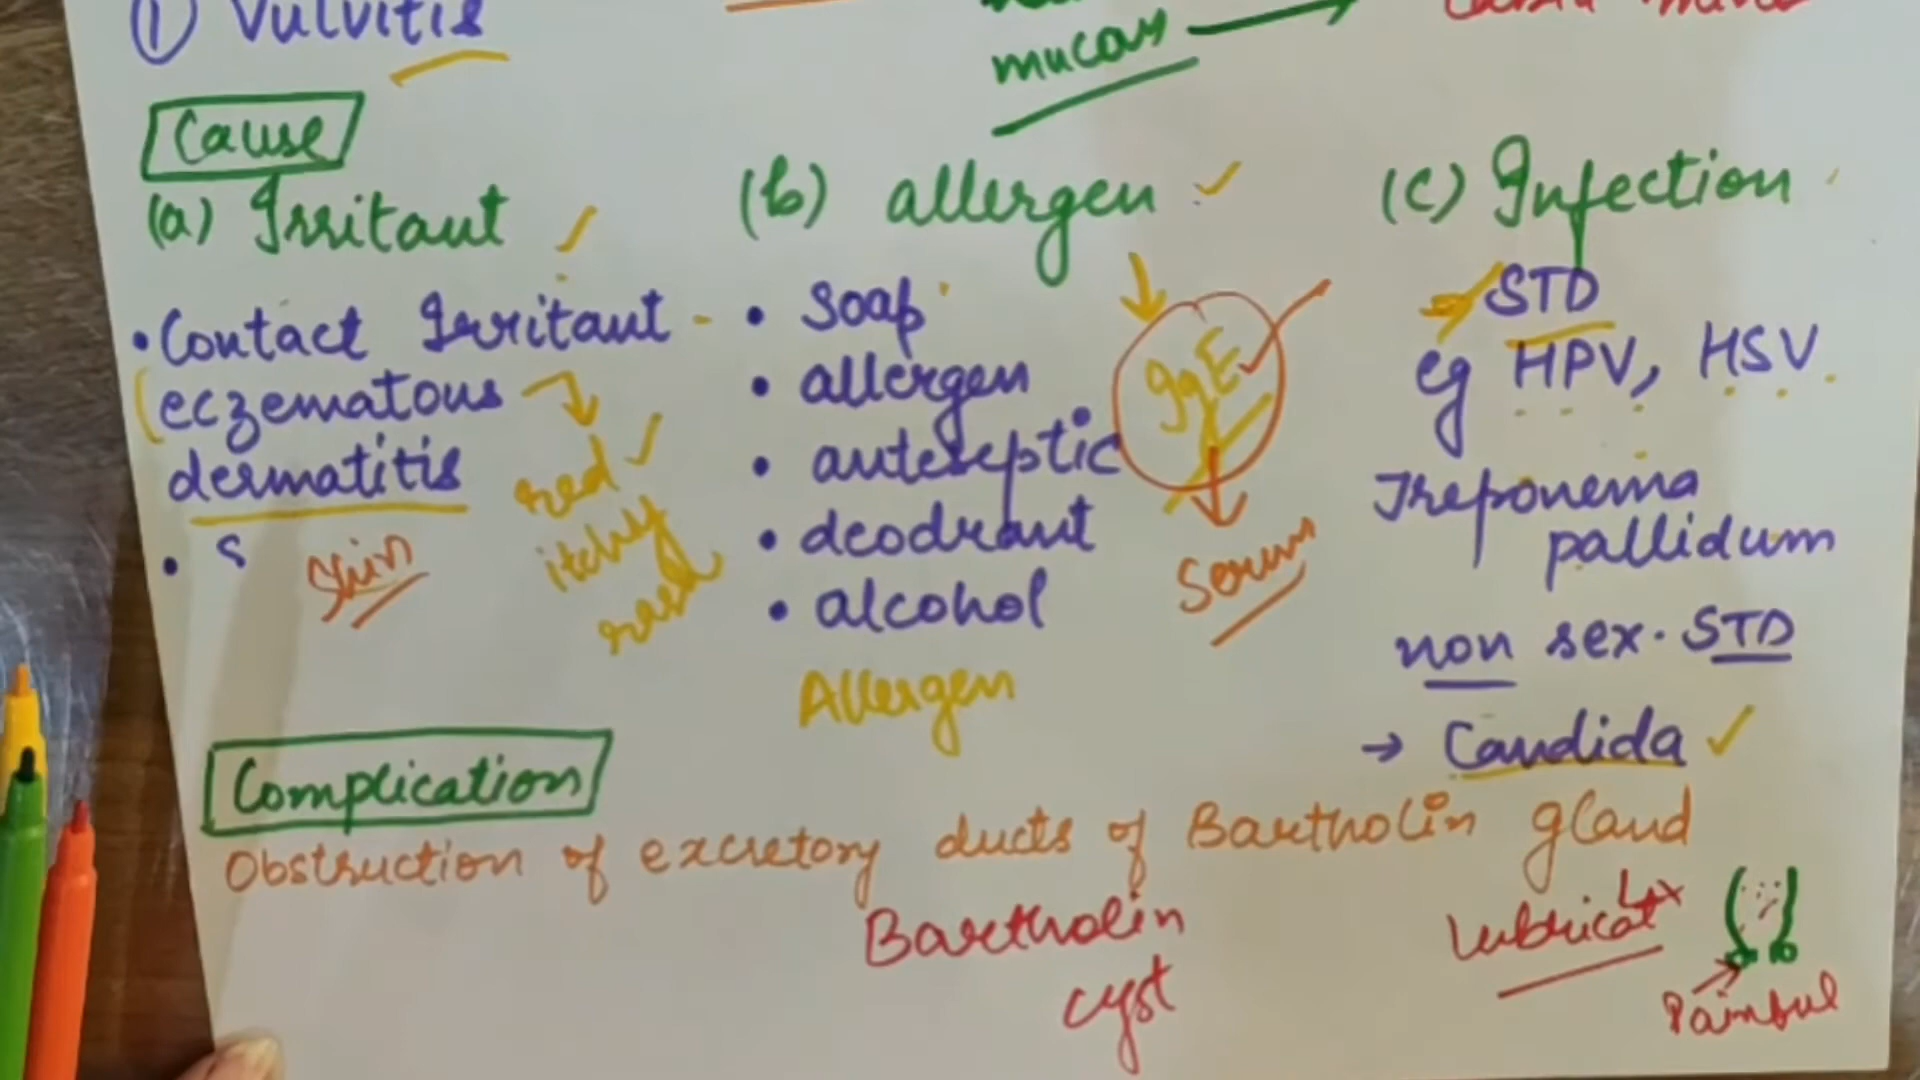 ① Vulvitis
mucosa →
Cause
(a) Irritant ✓
• Contact Irritant -
(eczematous
dermatitis
• S
Skin
red ✓
itchy
rash
(b) allergen ✓
• Soap
• allergen
• anteseptic
• deodrant
• alcohol
Allergen
IgE
Serum
(c) Infection
→ STD
eg HPV, HSV
Treponema
pallidum
non sex. STD
→ Candida ✓
Complication
Obstruction of excretory ducts of Bartholin gland
Bartholin
cyst
Lubricat
Painful